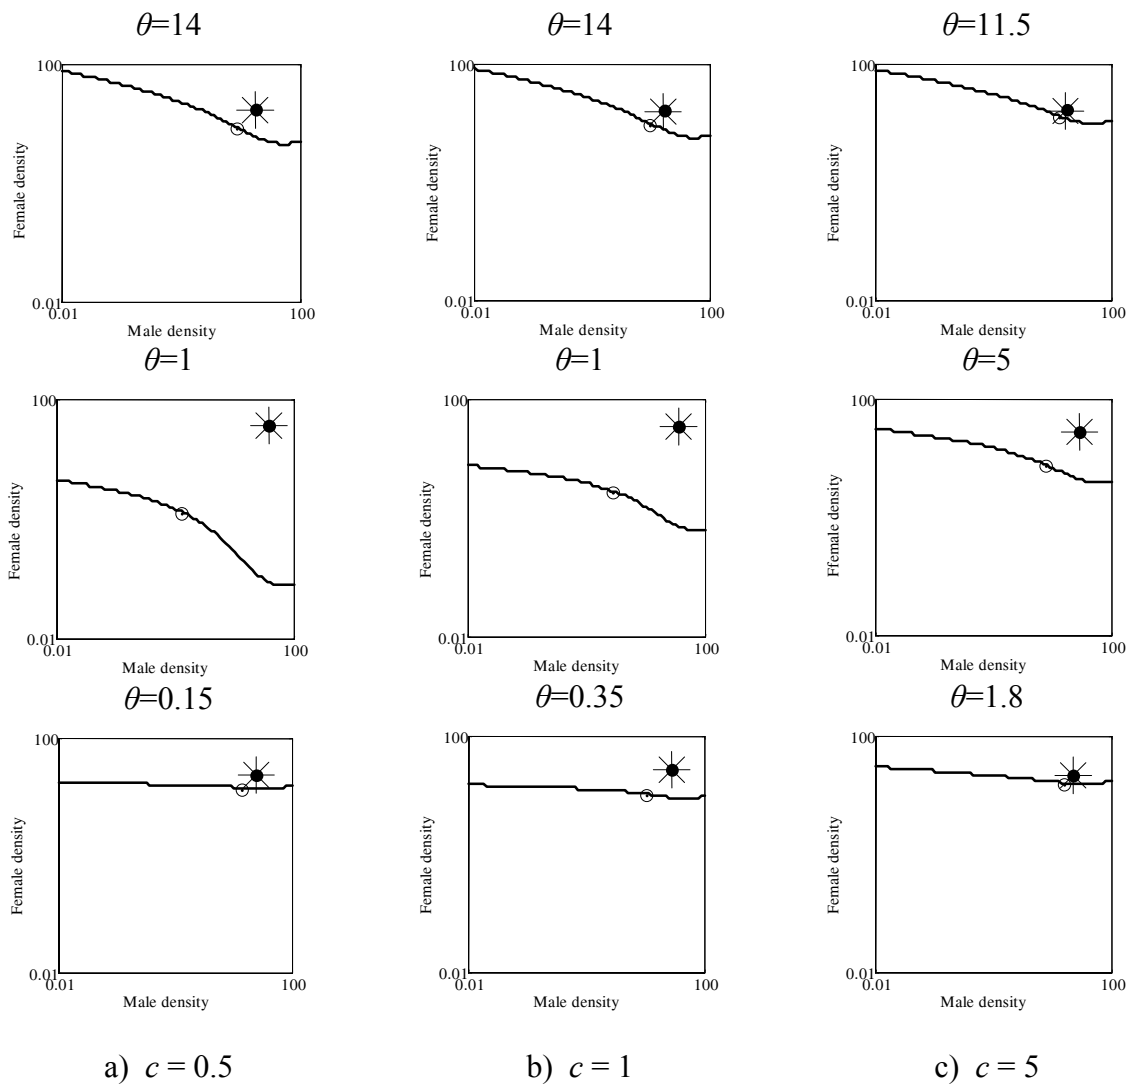 θ=14 θ=14 θ=11.5
100 100 100
Female density Female density Female density
0.01 0.01 0.01
0.01 100 0.01 100 0.01 100
Male density Male density Male density
θ=1 θ=1 θ=5
100 100 100
Female density Female density Ffemale density
0.01 0.01 0.01
0.01 100 0.01 100 0.01 100
Male density Male density Male density
θ=0.15 θ=0.35 θ=1.8
100 100 100
Female density Female density Female density
0.01 0.01 0.01
0.01 100 0.01 100 0.01 100
Male density Male density Male density
a) c = 0.5 b) c = 1 c) c = 5